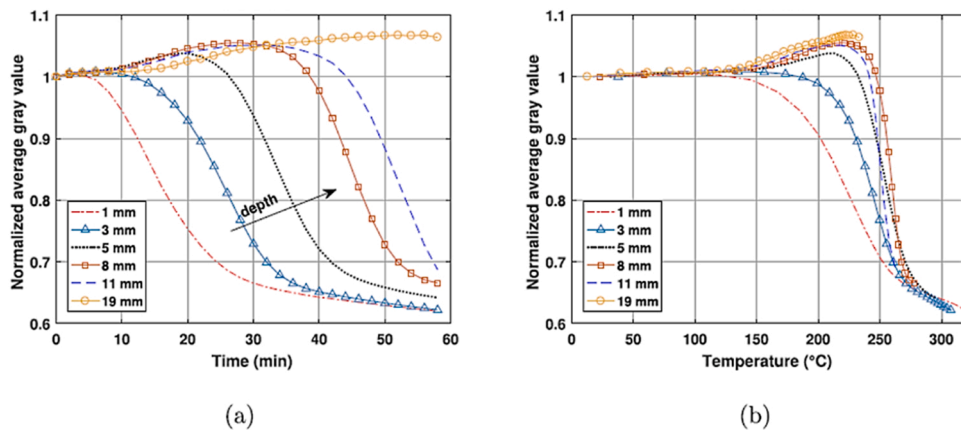 1.1
1
0.9
0.8
0.7
0.6
Normalized average gray value
depth
1 mm
3 mm
5 mm
8 mm
11 mm
19 mm
0 10 20 30 40 50 60
Time (min)
(a)
1.1
1
0.9
0.8
0.7
0.6
Normalized average gray value
1 mm
3 mm
5 mm
8 mm
11 mm
19 mm
0 50 100 150 200 250 300
Temperature (°C)
(b)